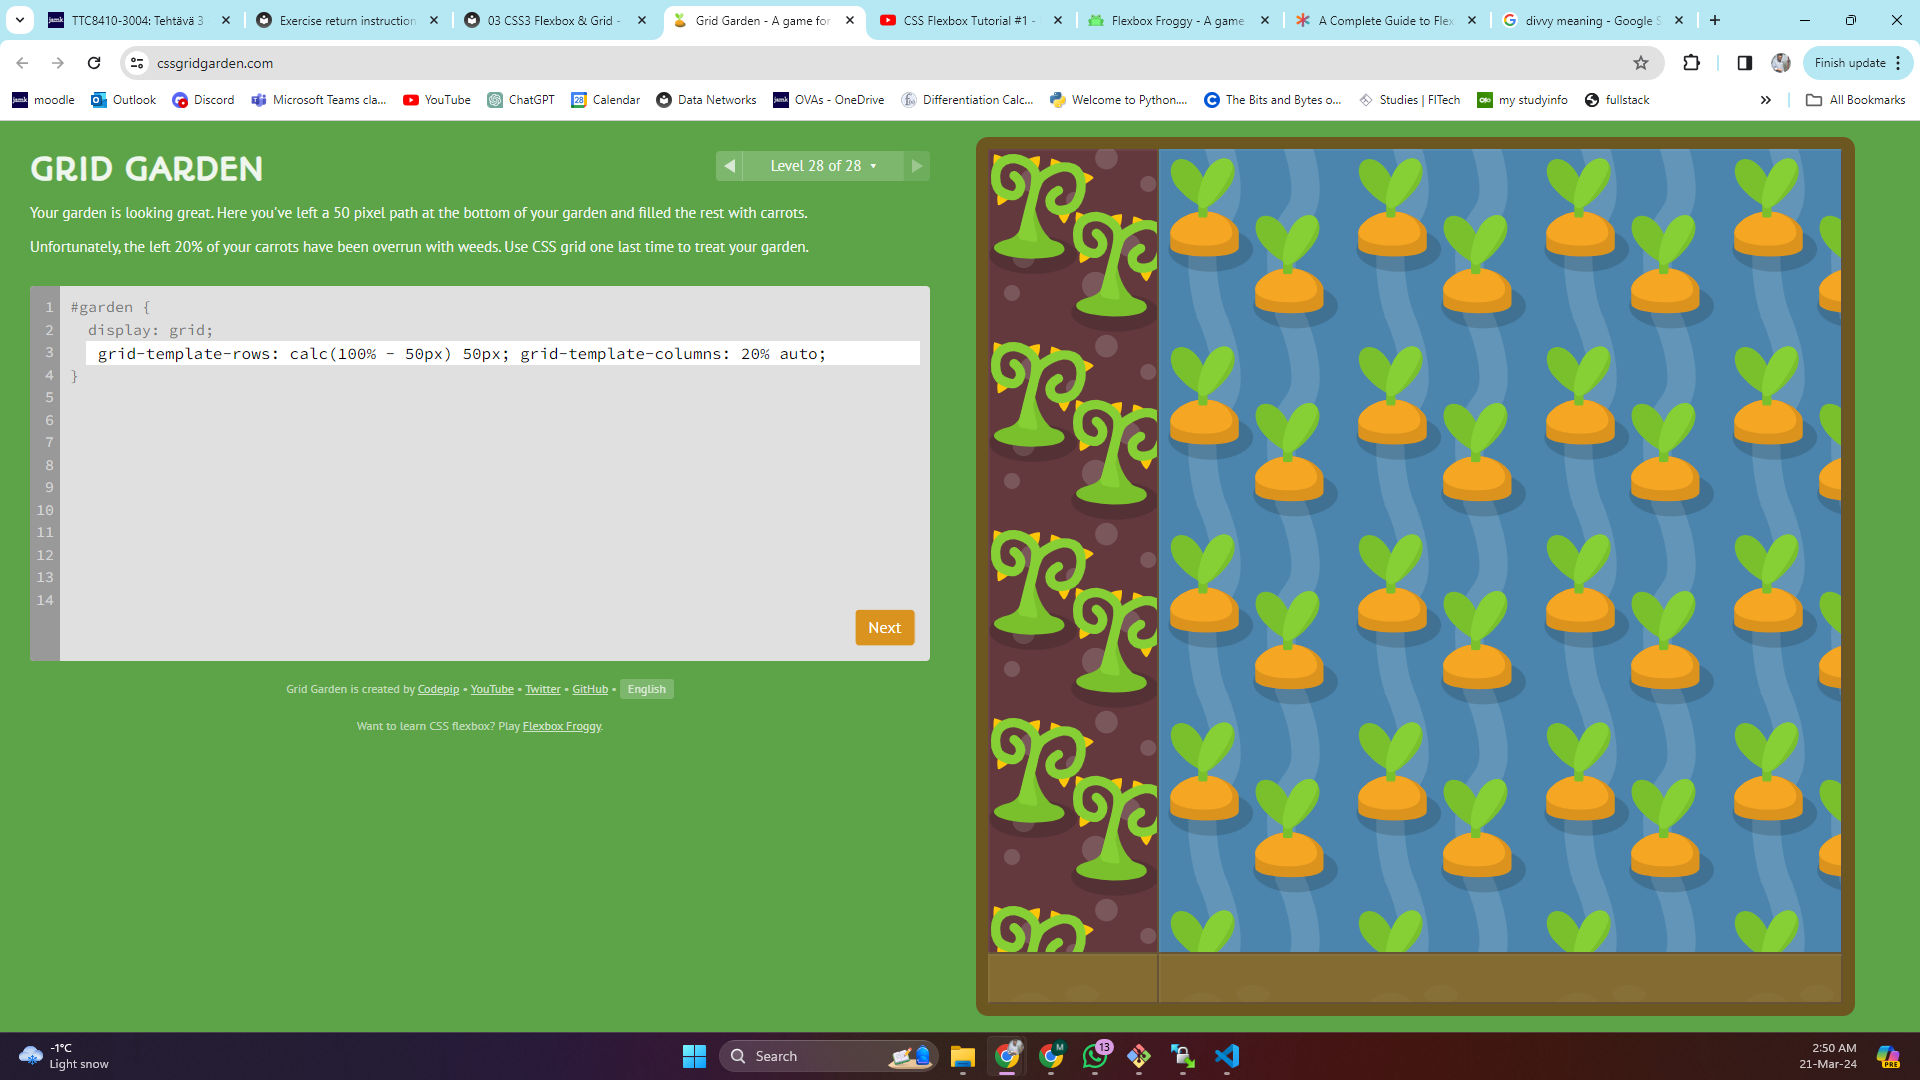 TTC8410-3004: Tehtävä 3
Exercise return instruction
03 CSS3 Flexbox & Grid -
Grid Garden - A game for
CSS Flexbox Tutorial #1 -
Flexbox Froggy - A game
A Complete Guide to Flex
divvy meaning - Google S
cssgridgarden.com
Finish update
moodle
Outlook
Discord
Microsoft Teams cla...
YouTube
ChatGPT
Calendar
Data Networks
OVAs - OneDrive
Differentiation Calc...
Welcome to Python....
The Bits and Bytes o...
Studies | FITech
my studyinfo
fullstack
All Bookmarks
GRID GARDEN
Level 28 of 28
Your garden is looking great. Here you've left a 50 pixel path at the bottom of your garden and filled the rest with carrots.
Unfortunately, the left 20% of your carrots have been overrun with weeds. Use CSS grid one last time to treat your garden.
1 #garden {
2 display: grid;
3 grid-template-rows: calc(100% - 50px) 50px; grid-template-columns: 20% auto;
4 }
5
6
7
8
9
10
11
12
13
14
Next
Grid Garden is created by Codepip • YouTube • Twitter • GitHub • English
Want to learn CSS flexbox? Play Flexbox Froggy.
-1°C
Light snow
Search
M
13
2:50 AM
21-Mar-24
PRE